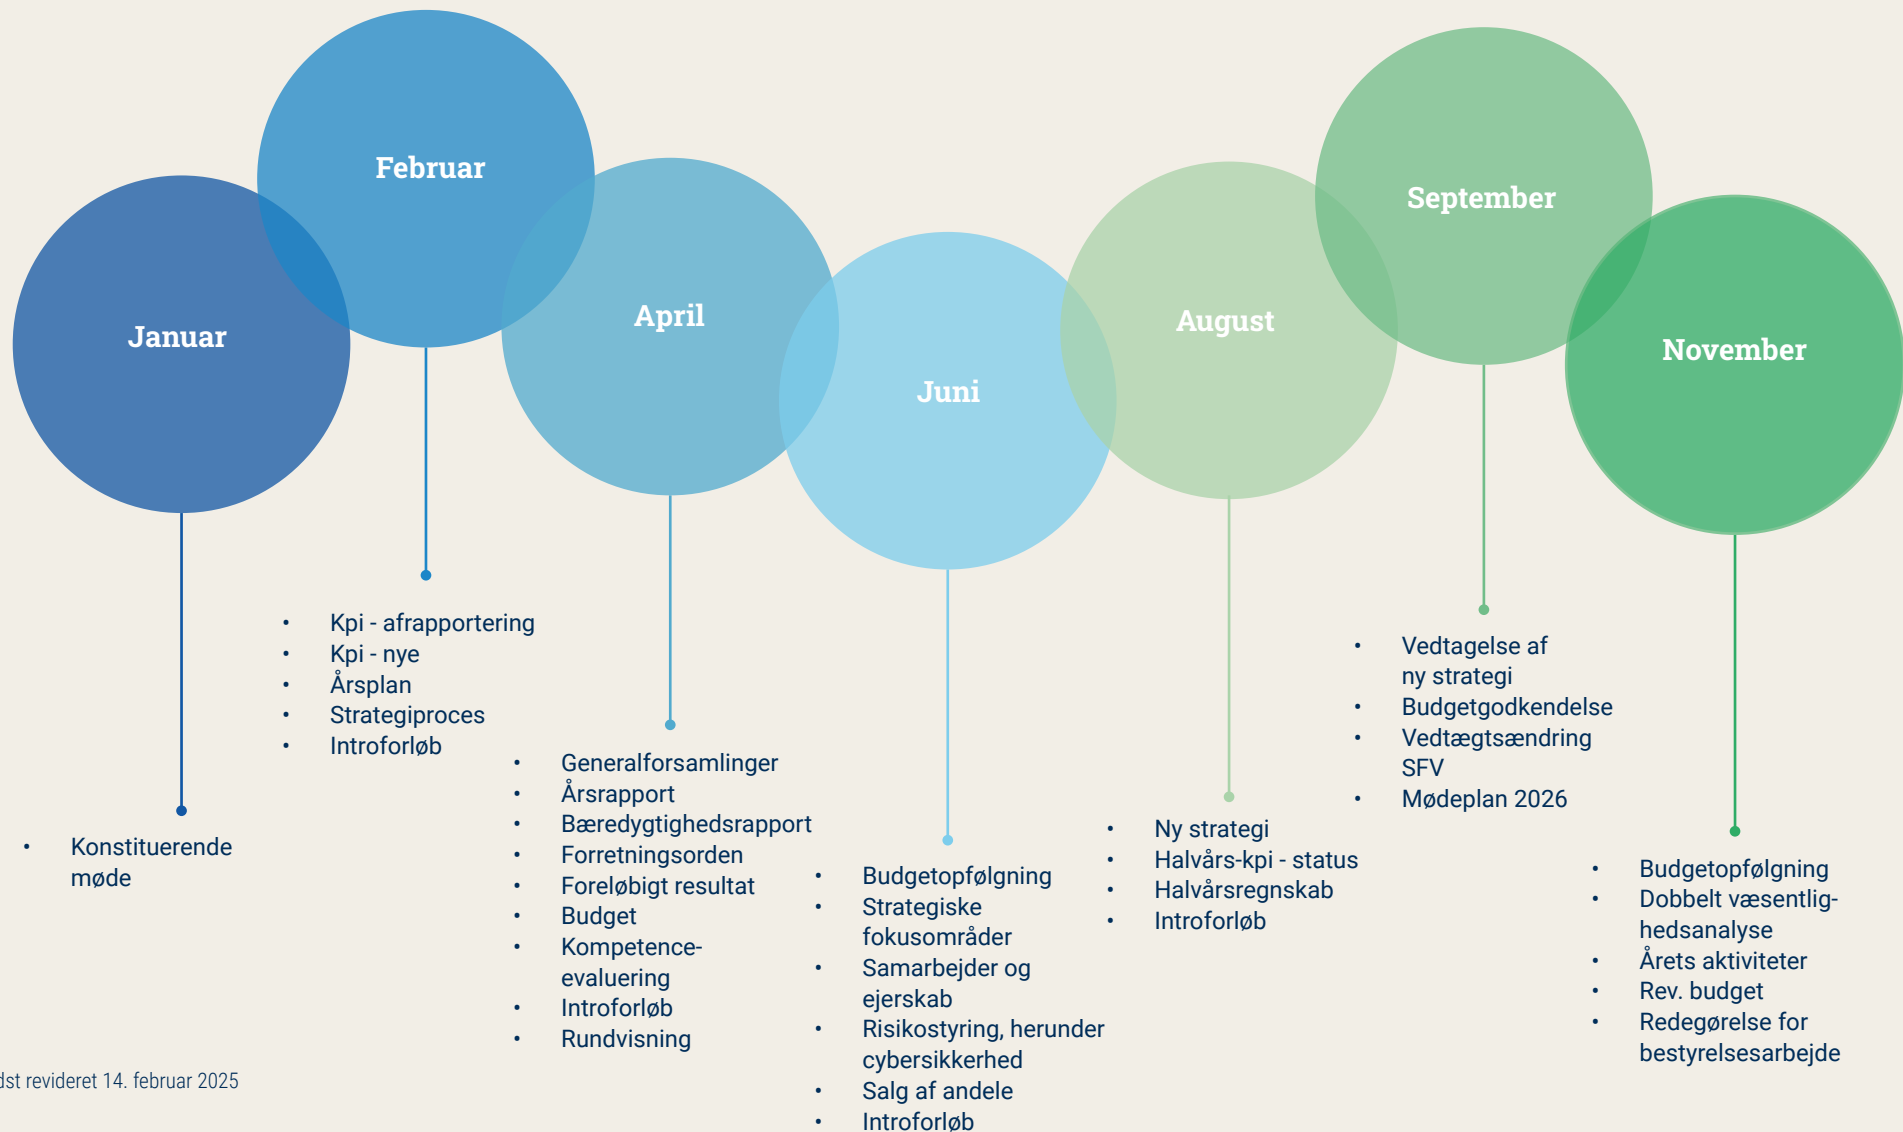 Januar
• Konstituerende
møde
Februar
• Kpi - afrapportering
• Kpi - nye
• Årsplan
• Strategiproces
• Introforløb
April
• Generalforsamlinger
• Årsrapport
• Bæredygtighedsrapport
• Forretningsorden
• Foreløbigt resultat
• Budget
• Kompetence-
evaluering
• Introforløb
• Rundvisning
Juni
• Budgetopfølgning
• Strategiske
fokusområder
• Samarbejder og
ejerskab
• Risikostyring, herunder
cybersikkerhed
• Salg af andele
• Introforløb
August
• Ny strategi
• Halvårs-kpi - status
• Halvårsregnskab
• Introforløb
September
• Vedtagelse af
ny strategi
• Budgetgodkendelse
• Vedtægtsændring
SFV
• Mødeplan 2026
November
• Budgetopfølgning
• Dobbelt væsentlig-
hedsanalyse
• Årets aktiviteter
• Rev. budget
• Redegørelse for
bestyrelsesarbejde
revideret 14. februar 2025